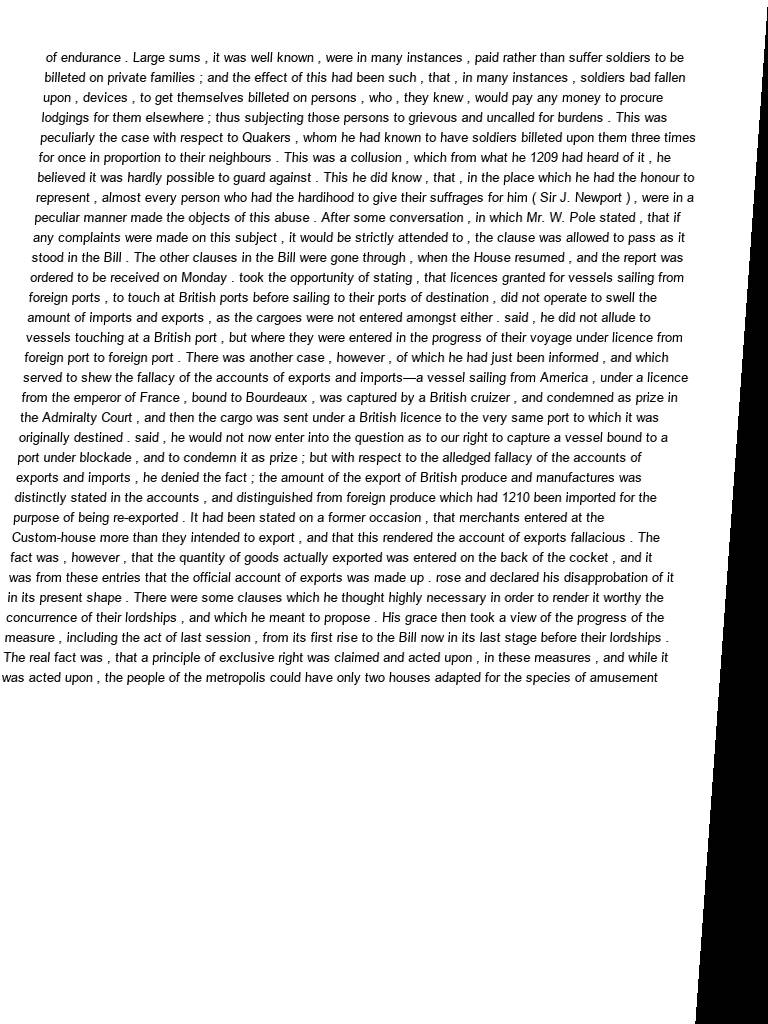 of endurance . Large sums , it was well known , were in many instances , paid rather than suffer soldiers to be
billeted on private families ; and the effect of this had been such , that , in many instances , soldiers bad fallen
upon , devices , to get themselves billeted on persons , who , they knew , would pay any money to procure
lodgings for them elsewhere ; thus subjecting those persons to grievous and uncalled for burdens . This was
peculiarly the case with respect to Quakers , whom he had known to have soldiers billeted upon them three times
for once in proportion to their neighbours . This was a collusion , which from what he 1209 had heard of it , he
believed it was hardly possible to guard against . This he did know , that , in the place which he had the honour to
represent , almost every person who had the hardihood to give their suffrages for him ( Sir J. Newport ) , were in a
peculiar manner made the objects of this abuse . After some conversation , in which Mr. W. Pole stated , that if
any complaints were made on this subject , it would be strictly attended to , the clause was allowed to pass as it
stood in the Bill . The other clauses in the Bill were gone through , when the House resumed , and the report was
ordered to be received on Monday . took the opportunity of stating , that licences granted for vessels sailing from
foreign ports , to touch at British ports before sailing to their ports of destination , did not operate to swell the
amount of imports and exports , as the cargoes were not entered amongst either . said , he did not allude to
vessels touching at a British port , but where they were entered in the progress of their voyage under licence from
foreign port to foreign port . There was another case , however , of which he had just been informed , and which
served to shew the fallacy of the accounts of exports and imports—a vessel sailing from America , under a licence
from the emperor of France , bound to Bourdeaux , was captured by a British cruizer , and condemned as prize in
the Admiralty Court , and then the cargo was sent under a British licence to the very same port to which it was
originally destined . said , he would not now enter into the question as to our right to capture a vessel bound to a
port under blockade , and to condemn it as prize ; but with respect to the alledged fallacy of the accounts of
exports and imports , he denied the fact ; the amount of the export of British produce and manufactures was
distinctly stated in the accounts , and distinguished from foreign produce which had 1210 been imported for the
purpose of being re-exported . It had been stated on a former occasion , that merchants entered at the
Custom-house more than they intended to export , and that this rendered the account of exports fallacious . The
fact was , however , that the quantity of goods actually exported was entered on the back of the cocket , and it
was from these entries that the official account of exports was made up . rose and declared his disapprobation of it
in its present shape . There were some clauses which he thought highly necessary in order to render it worthy the
concurrence of their lordships , and which he meant to propose . His grace then took a view of the progress of the
measure , including the act of last session , from its first rise to the Bill now in its last stage before their lordships .
The real fact was , that a principle of exclusive right was claimed and acted upon , in these measures , and while it
was acted upon , the people of the metropolis could have only two houses adapted for the species of amusement